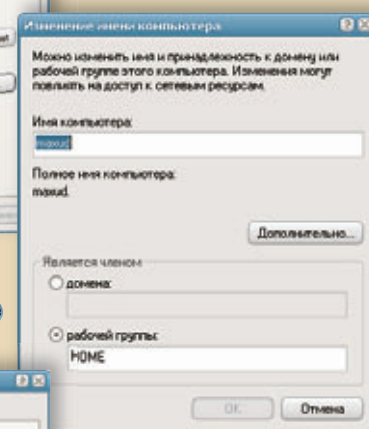 Изменение имени компьютера
Можно изменить имя и принадлежность к домену или
рабочей группе этого компьютера. Изменения могут
повлиять на доступ к сетевым ресурсам.
Имя компьютера:
maxud
Полное имя компьютера:
maxud.
Дополнительно...
Является членом
домена:
рабочей группы:
HOME
OK
Отмена